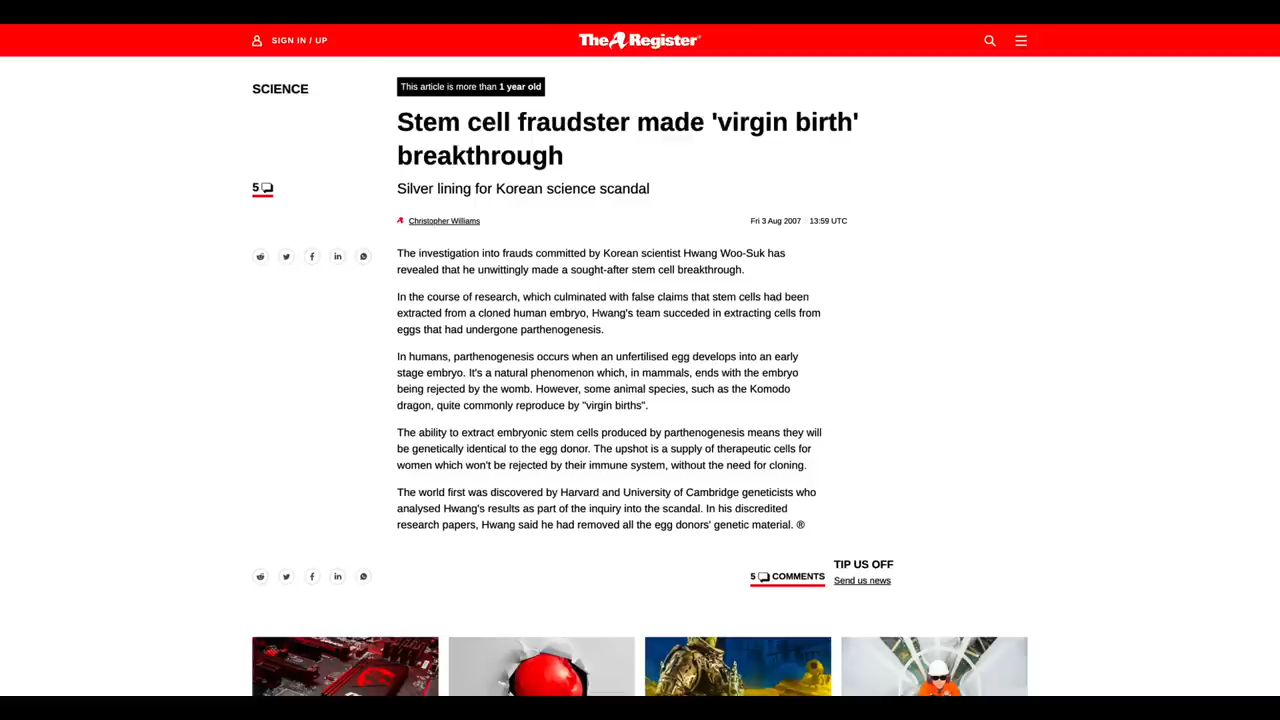 SIGN IN / UP
The Register®
SCIENCE
This article is more than 1 year old
Stem cell fraudster made 'virgin birth'
breakthrough
5
Silver lining for Korean science scandal
Christopher Williams
Fri 3 Aug 2007 13:59 UTC
The investigation into frauds committed by Korean scientist Hwang Woo-Suk has
revealed that he unwittingly made a sought-after stem cell breakthrough.
In the course of research, which culminated with false claims that stem cells had been
extracted from a cloned human embryo, Hwang's team succeded in extracting cells from
eggs that had undergone parthenogenesis.
In humans, parthenogenesis occurs when an unfertilised egg develops into an early
stage embryo. It's a natural phenomenon which, in mammals, ends with the embryo
being rejected by the womb. However, some animal species, such as the Komodo
dragon, quite commonly reproduce by "virgin births".
The ability to extract embryonic stem cells produced by parthenogenesis means they will
be genetically identical to the egg donor. The upshot is a supply of therapeutic cells for
women which won't be rejected by their immune system, without the need for cloning.
The world first was discovered by Harvard and University of Cambridge geneticists who
analysed Hwang's results as part of the inquiry into the scandal. In his discredited
research papers, Hwang said he had removed all the egg donors' genetic material. ®
5 COMMENTS
TIP US OFF
Send us news